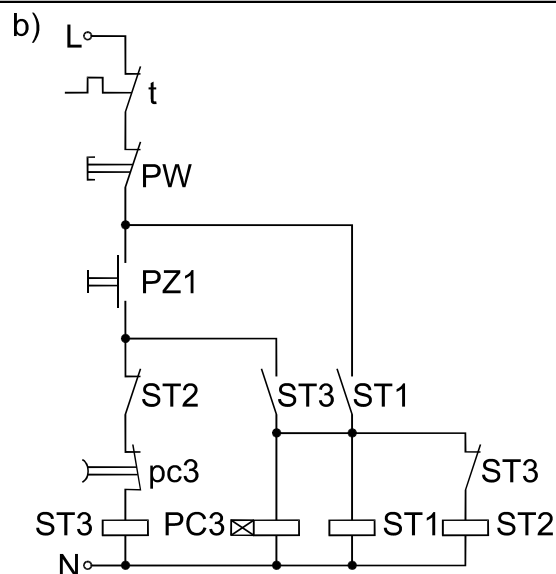 b)
L
t
PW
PZ1
ST2 ST3 ST1
pc3 ST3
ST3 PC3 ST1 ST2
N